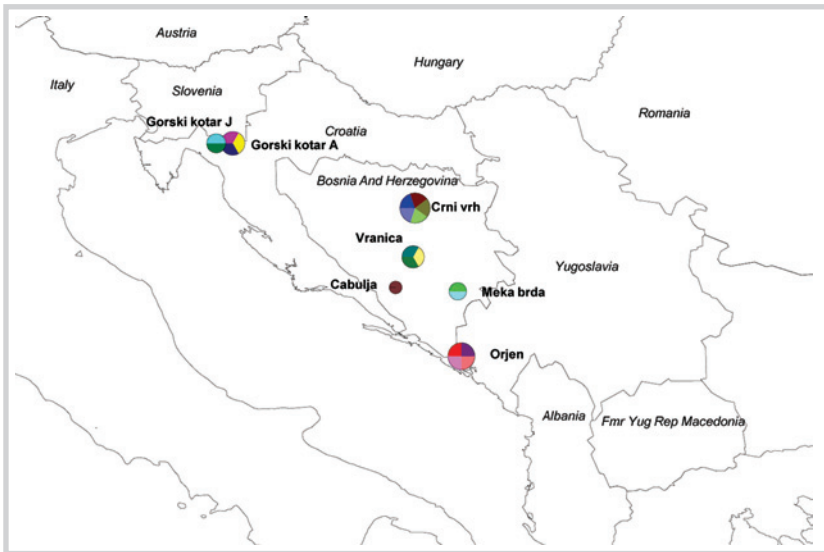 Austria
Hungary
Italy
Slovenia
Romania
Gorski kotar J
Croatia
Gorski kotar A
Bosnia And Herzegovina
Crni vrh
Vranica
Yugoslavia
Cabulja
Meka brda
Orjen
Albania
Fmr Yug Rep Macedonia